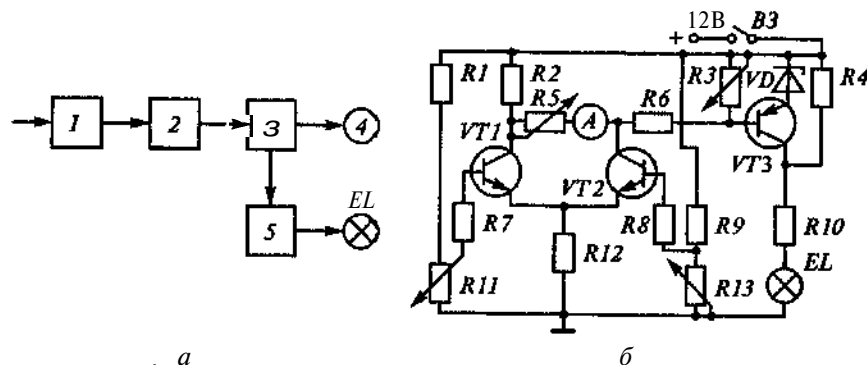 1 2 3 4
EL
5
а
+ 12В В3
R1 R2 R3 VD R4
R5 A R6
VT1 VT2 VT3
R7 R8 R9 R10
R12 EL
R11 R13
б